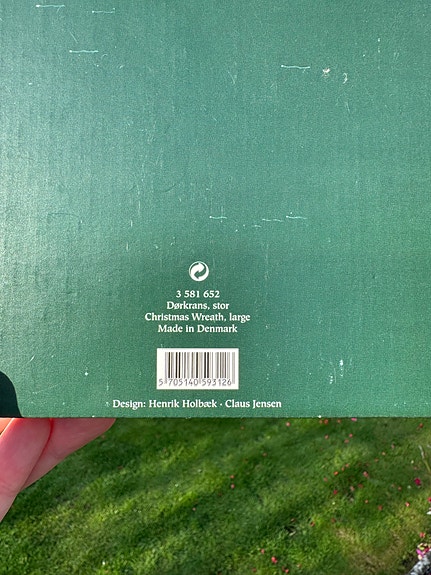 3 581 652
Dørkrans, stor
Christmas Wreath, large
Made in Denmark
5 705140 593126
Design: Henrik Holbæk · Claus Jensen